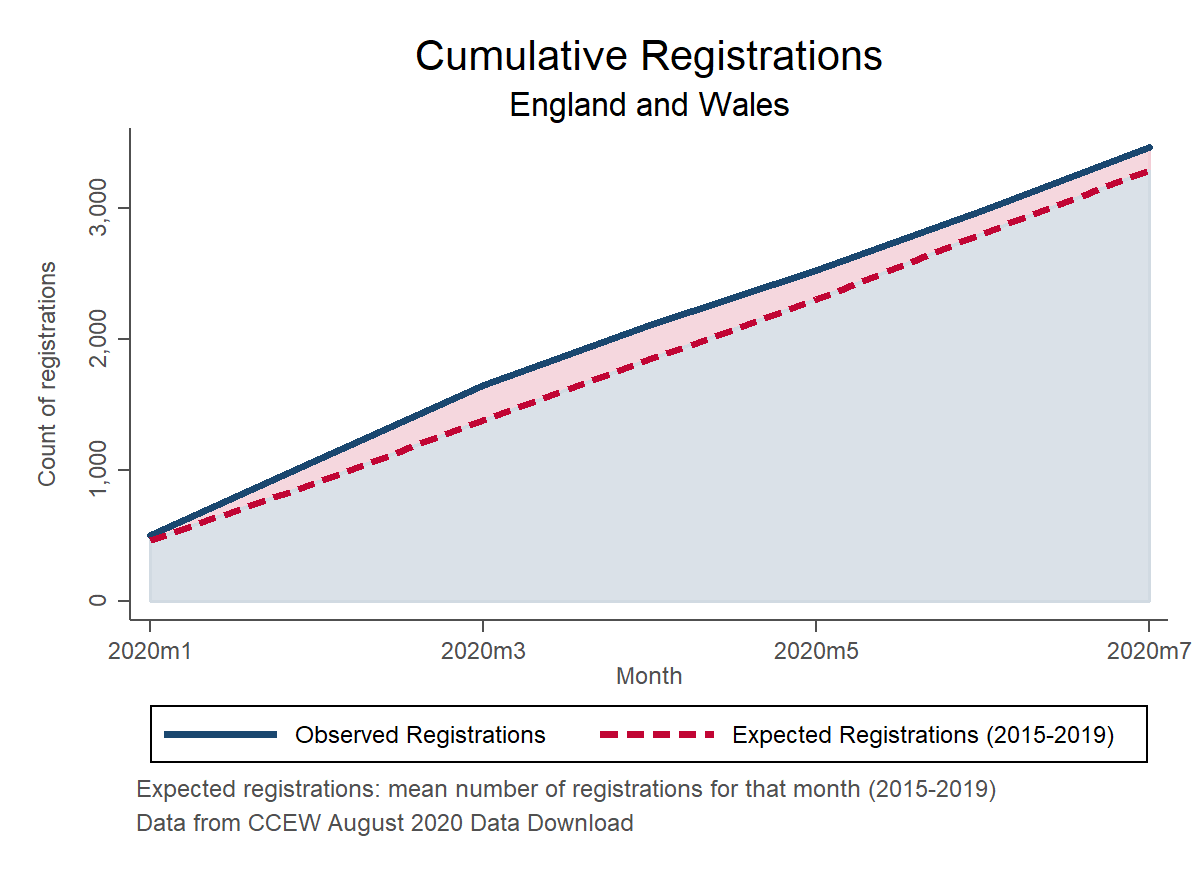 Cumulative Registrations
England and Wales
Count of registrations
3,000
2,000
1,000
0
2020m1 2020m3 2020m5 2020m7
Month
Observed Registrations Expected Registrations (2015-2019)
Expected registrations: mean number of registrations for that month (2015-2019)
Data from CCEW August 2020 Data Download